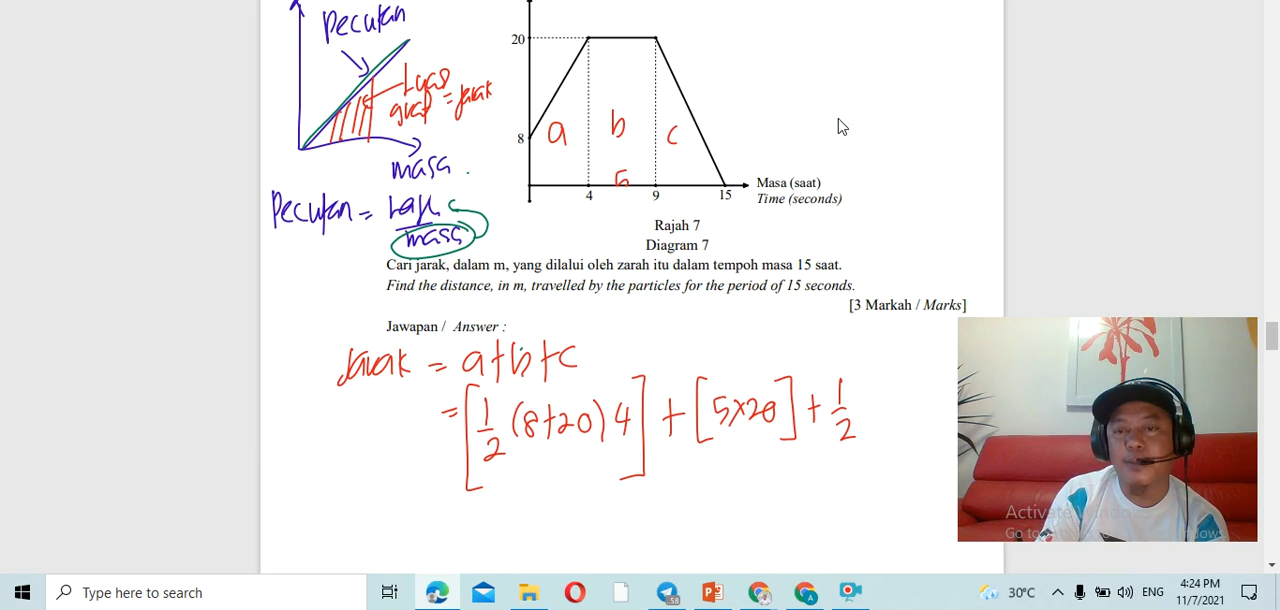 Pecutan
Luas
graf = jarak
masa
Pecutan = Laju
masa
20
8
a
b
c
5
4
9
15
Masa (saat)
Time (seconds)
Rajah 7
Diagram 7
Cari jarak, dalam m, yang dilalui oleh zarah itu dalam tempoh masa 15 saat.
Find the distance, in m, travelled by the particles for the period of 15 seconds.
[3 Markah / Marks]
Jawapan / Answer :
Jarak = a+b+c
= [1/2 (8+20) 4] + [5×20] + 1/2
Activate Windows
Type here to search
58
30°C
ENG
4:24 PM
11/7/2021